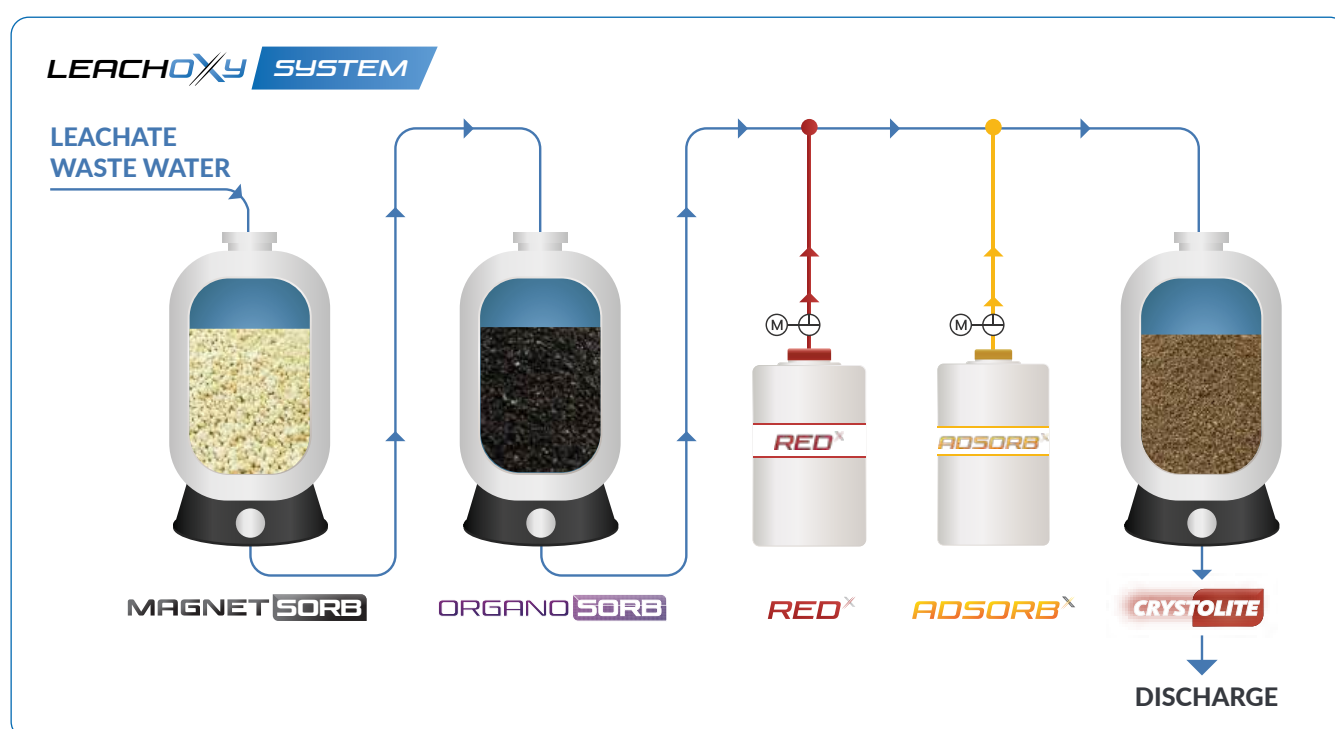 LEACHOXY SYSTEM
LEACHATE
WASTE WATER
M
M
RED X
ADSORB X
MAGNET SORB
ORGANO SORB
RED X
ADSORB X
CRYSTOLITE
DISCHARGE